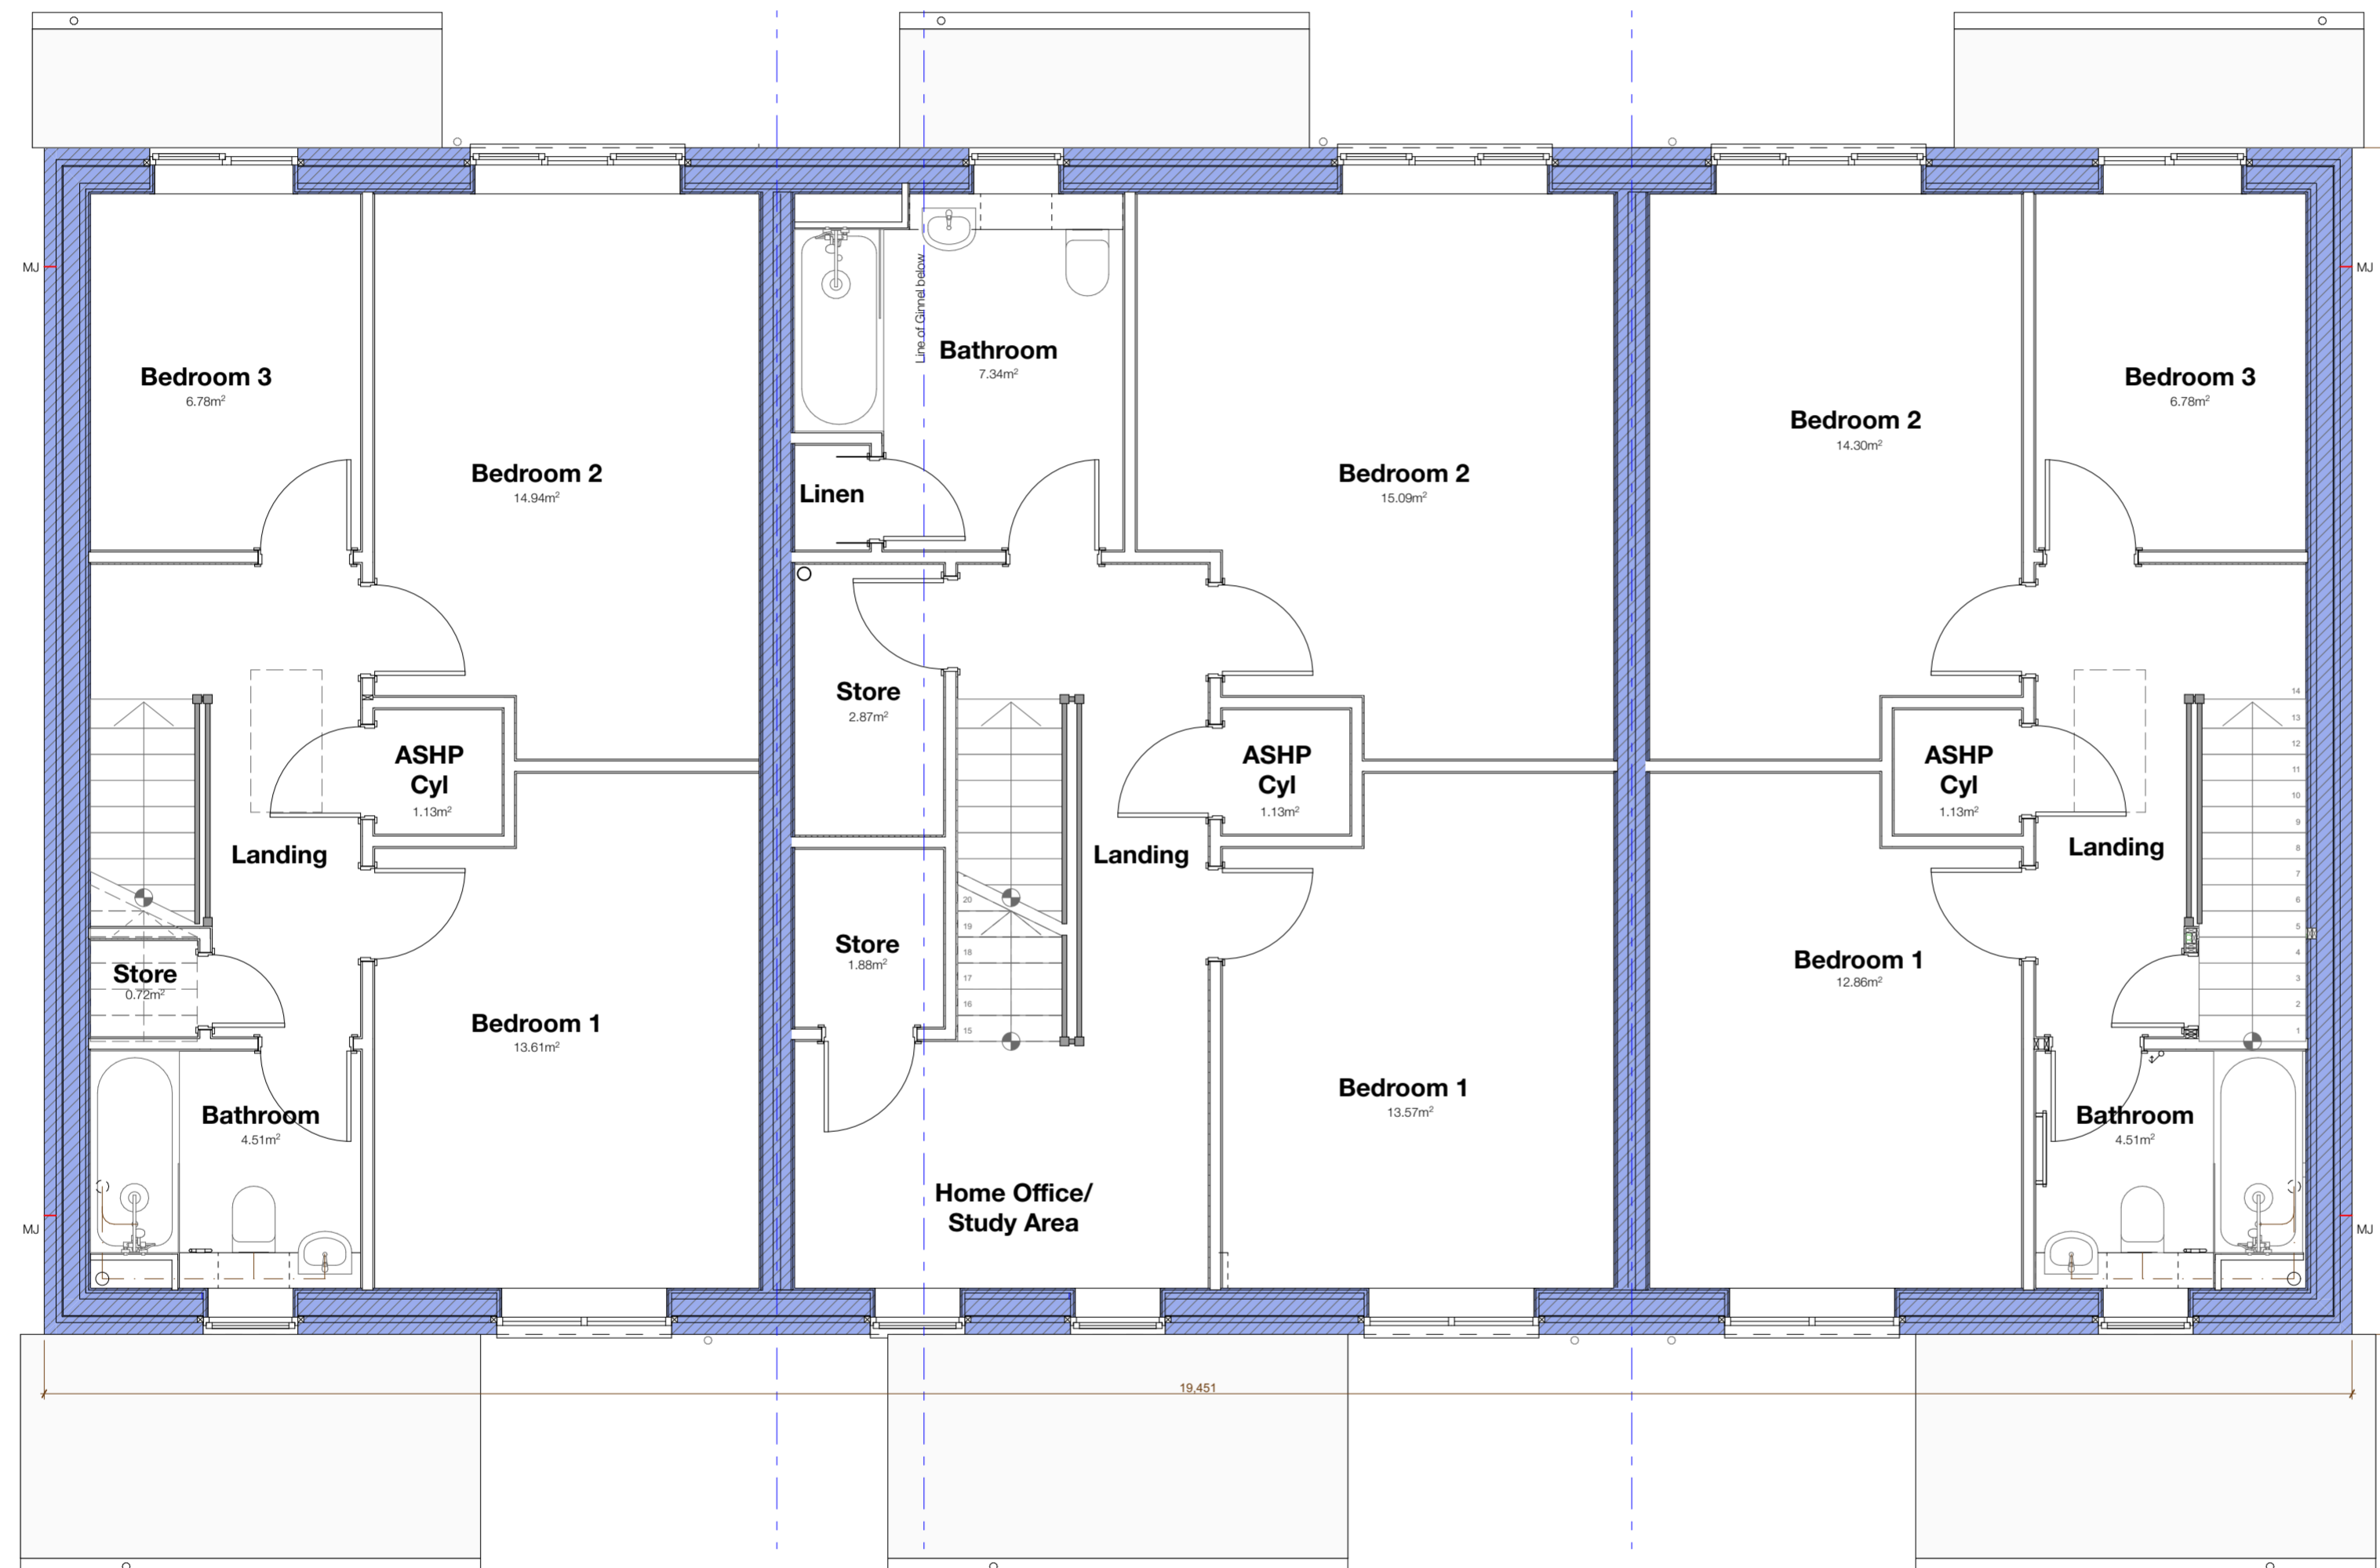 MJ
MJ
Line of Ginnel below
Bathroom
7.34m²
Bedroom 3
6.78m²
Bedroom 3
6.78m²
Bedroom 2
14.30m²
Bedroom 2
14.94m²
Bedroom 2
15.09m²
Linen
Store
2.87m²
ASHP
Cyl
1.13m²
ASHP
Cyl
1.13m²
ASHP
Cyl
1.13m²
14
13
12
11
10
9
8
7
6
5
4
3
2
1
Landing
Landing
Landing
20
19
18
17
16
15
Store
1.88m²
Store
0.72m²
Bedroom 1
12.86m²
Bedroom 1
13.61m²
Bedroom 1
13.57m²
Bathroom
4.51m²
Bathroom
4.51m²
Home Office/
Study Area
MJ
MJ
19,451